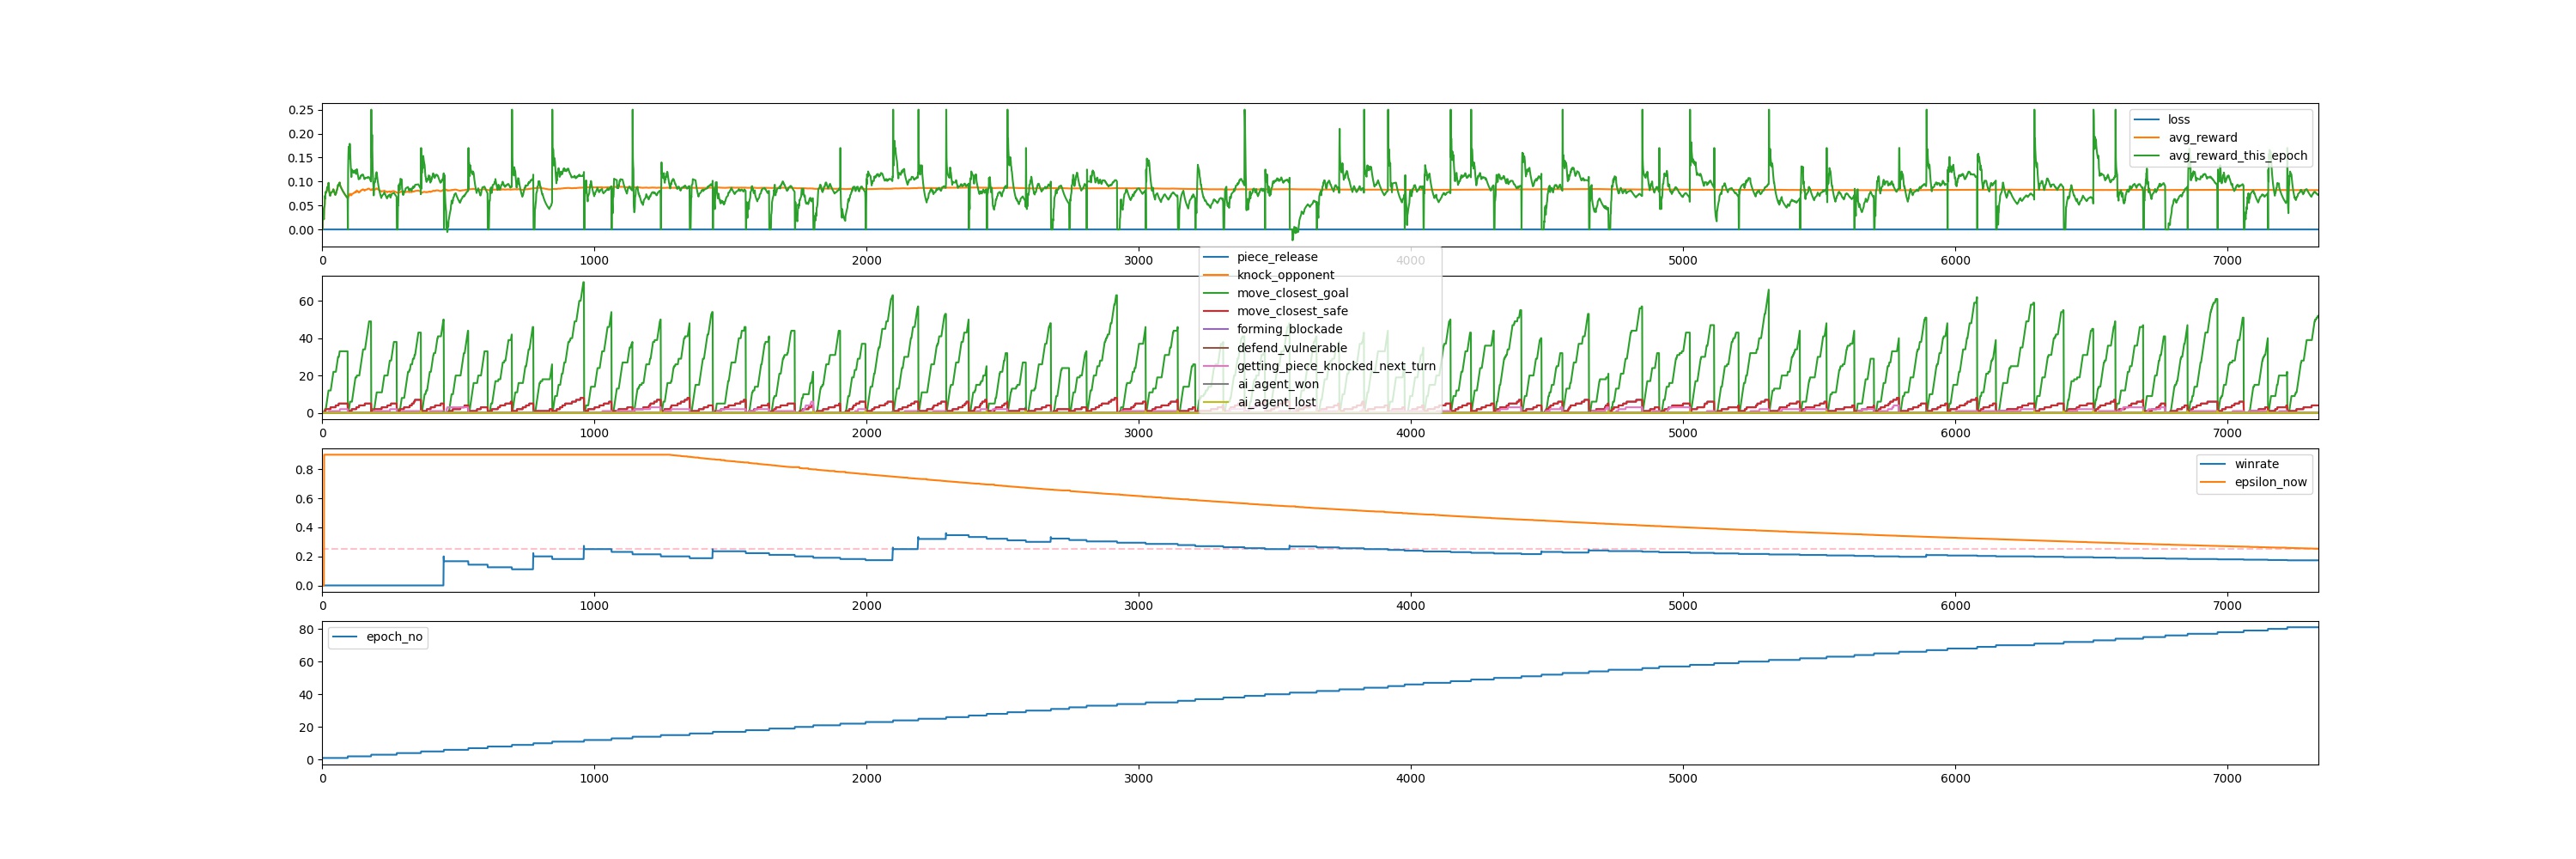 0.25
0.20
0.15
0.10
0.05
0.00
loss
avg_reward
avg_reward_this_epoch
0 1000 2000 3000 4000 5000 6000 7000
60
40
20
0
piece_release
knock_opponent
move_closest_goal
move_closest_safe
forming_blockade
defend_vulnerable
getting_piece_knocked_next_turn
ai_agent_won
ai_agent_lost
0 1000 2000 3000 4000 5000 6000 7000
0.8
0.6
0.4
0.2
0.0
winrate
epsilon_now
0 1000 2000 3000 4000 5000 6000 7000
80
60
40
20
0
epoch_no
0 1000 2000 3000 4000 5000 6000 7000